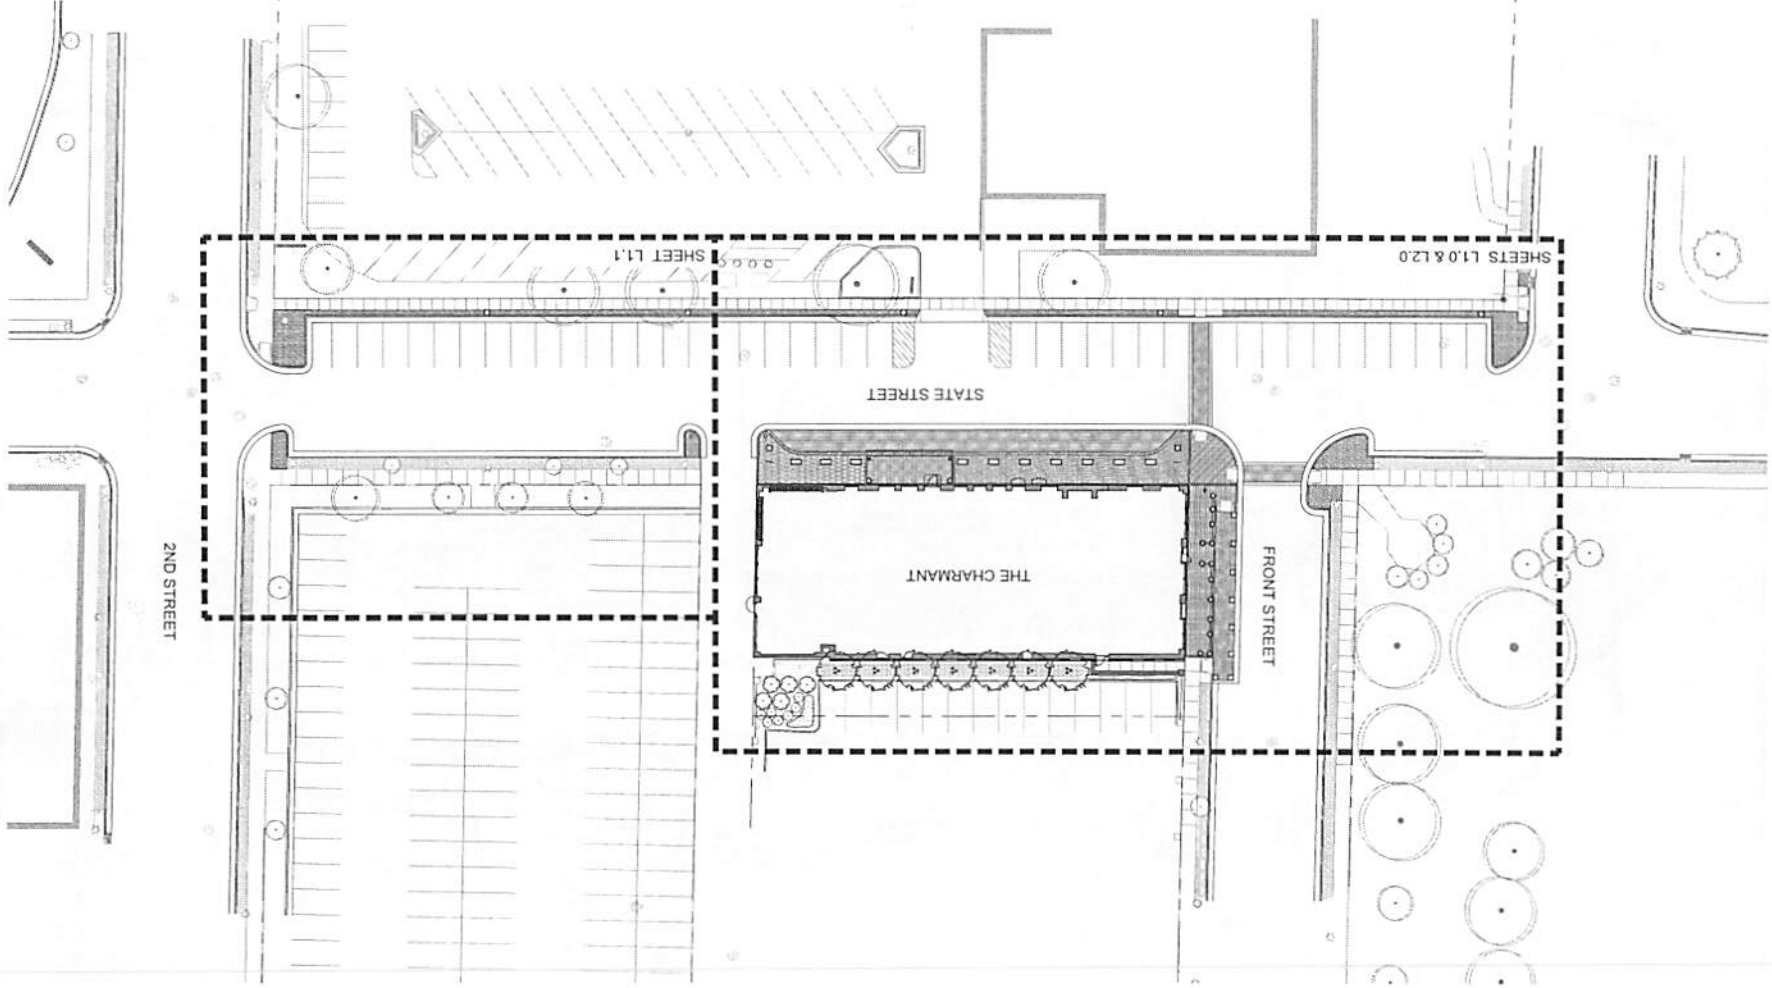 SHEET L1.1
SHEETS L1.0 & L2.0
STATE STREET
2ND STREET
THE CHARMANT
FRONT STREET